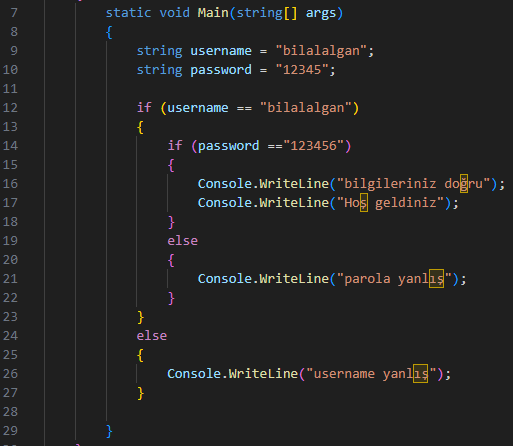 7 static void Main(string[] args)
8 {
9 string username = "bilalalgan";
10 string password = "12345";
11
12 if (username == "bilalalgan")
13 {
14 if (password =="123456")
15 {
16 Console.WriteLine("bilgileriniz doğru");
17 Console.WriteLine("Hoş geldiniz");
18 }
19 else
20 {
21 Console.WriteLine("parola yanlış");
22 }
23 }
24 else
25 {
26 Console.WriteLine("username yanlış");
27 }
28
29 }